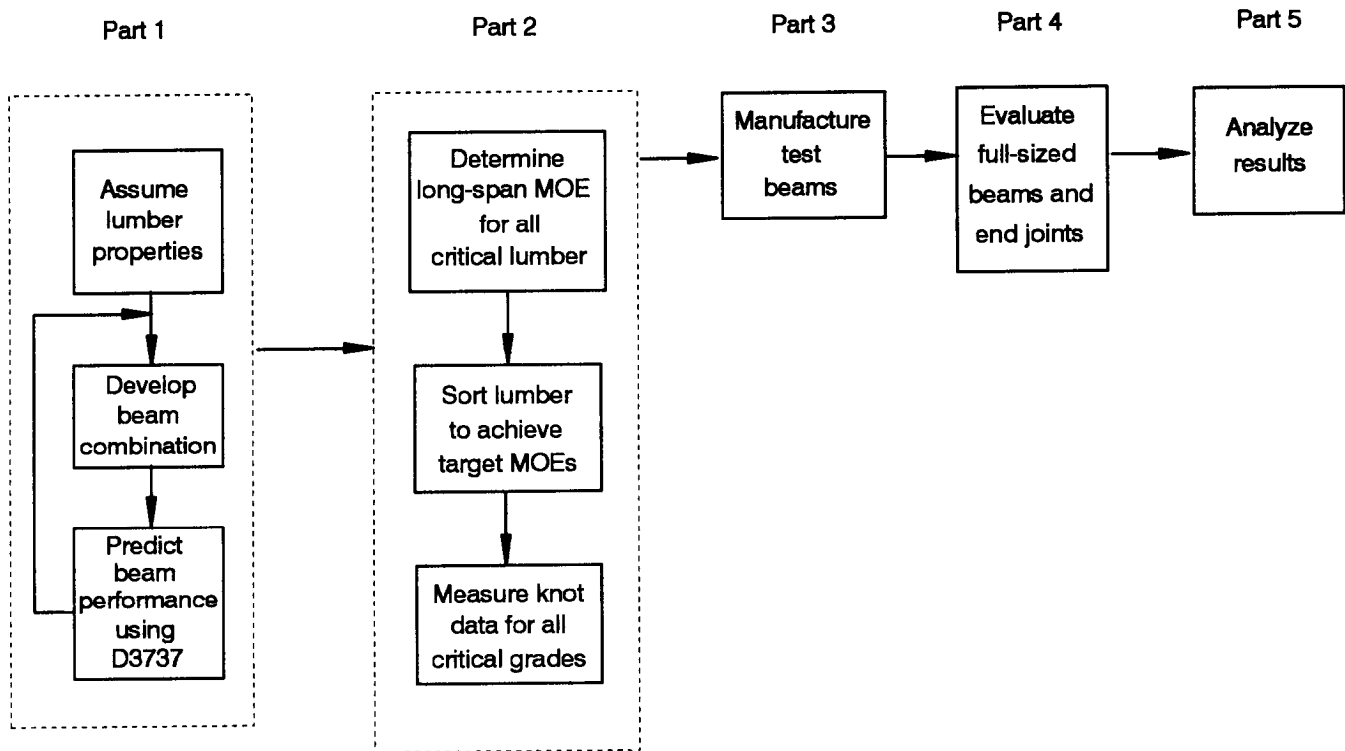 Part 1
Part 2
Part 3
Part 4
Part 5
Assume
lumber
properties
Develop
beam
combination
Predict
beam
performance
using
D3737
Determine
long-span MOE
for all
critical lumber
Sort lumber
to achieve
target MOEs
Measure knot
data for all
critical grades
Manufacture
test
beams
Evaluate
full-sized
beams and
end joints
Analyze
results